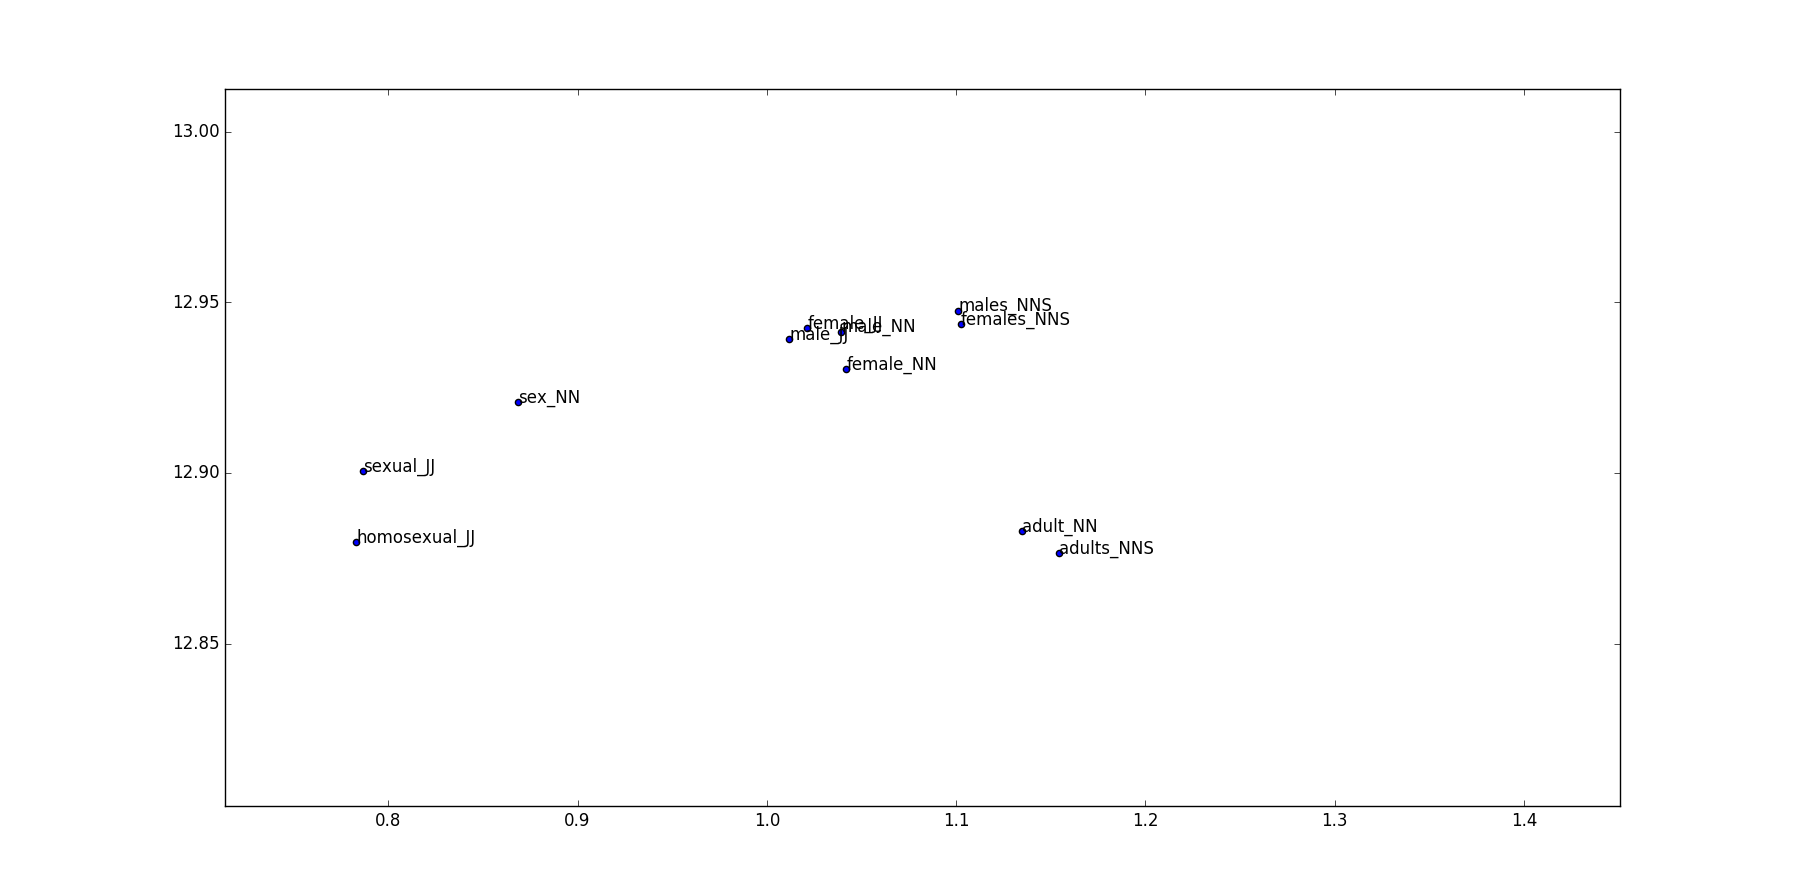 13.00
12.95
12.90
12.85
males_NNS
females_NNS
female_JJ
male_NN
male_JJ
female_NN
sex_NN
sexual_JJ
homosexual_JJ
adult_NN
adults_NNS
0.8 0.9 1.0 1.1 1.2 1.3 1.4